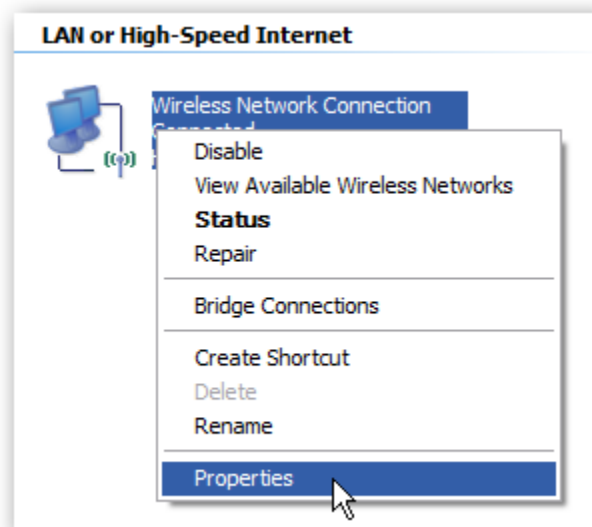 LAN or High-Speed Internet
Wireless Network Connection
Connected
Disable
View Available Wireless Networks
Status
Repair
Bridge Connections
Create Shortcut
Delete
Rename
Properties